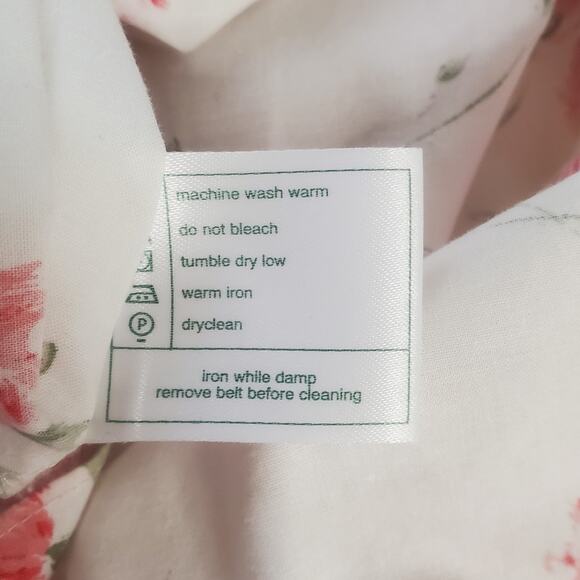 machine wash warm
do not bleach
tumble dry low
warm iron
P dryclean
iron while damp
remove belt before cleaning